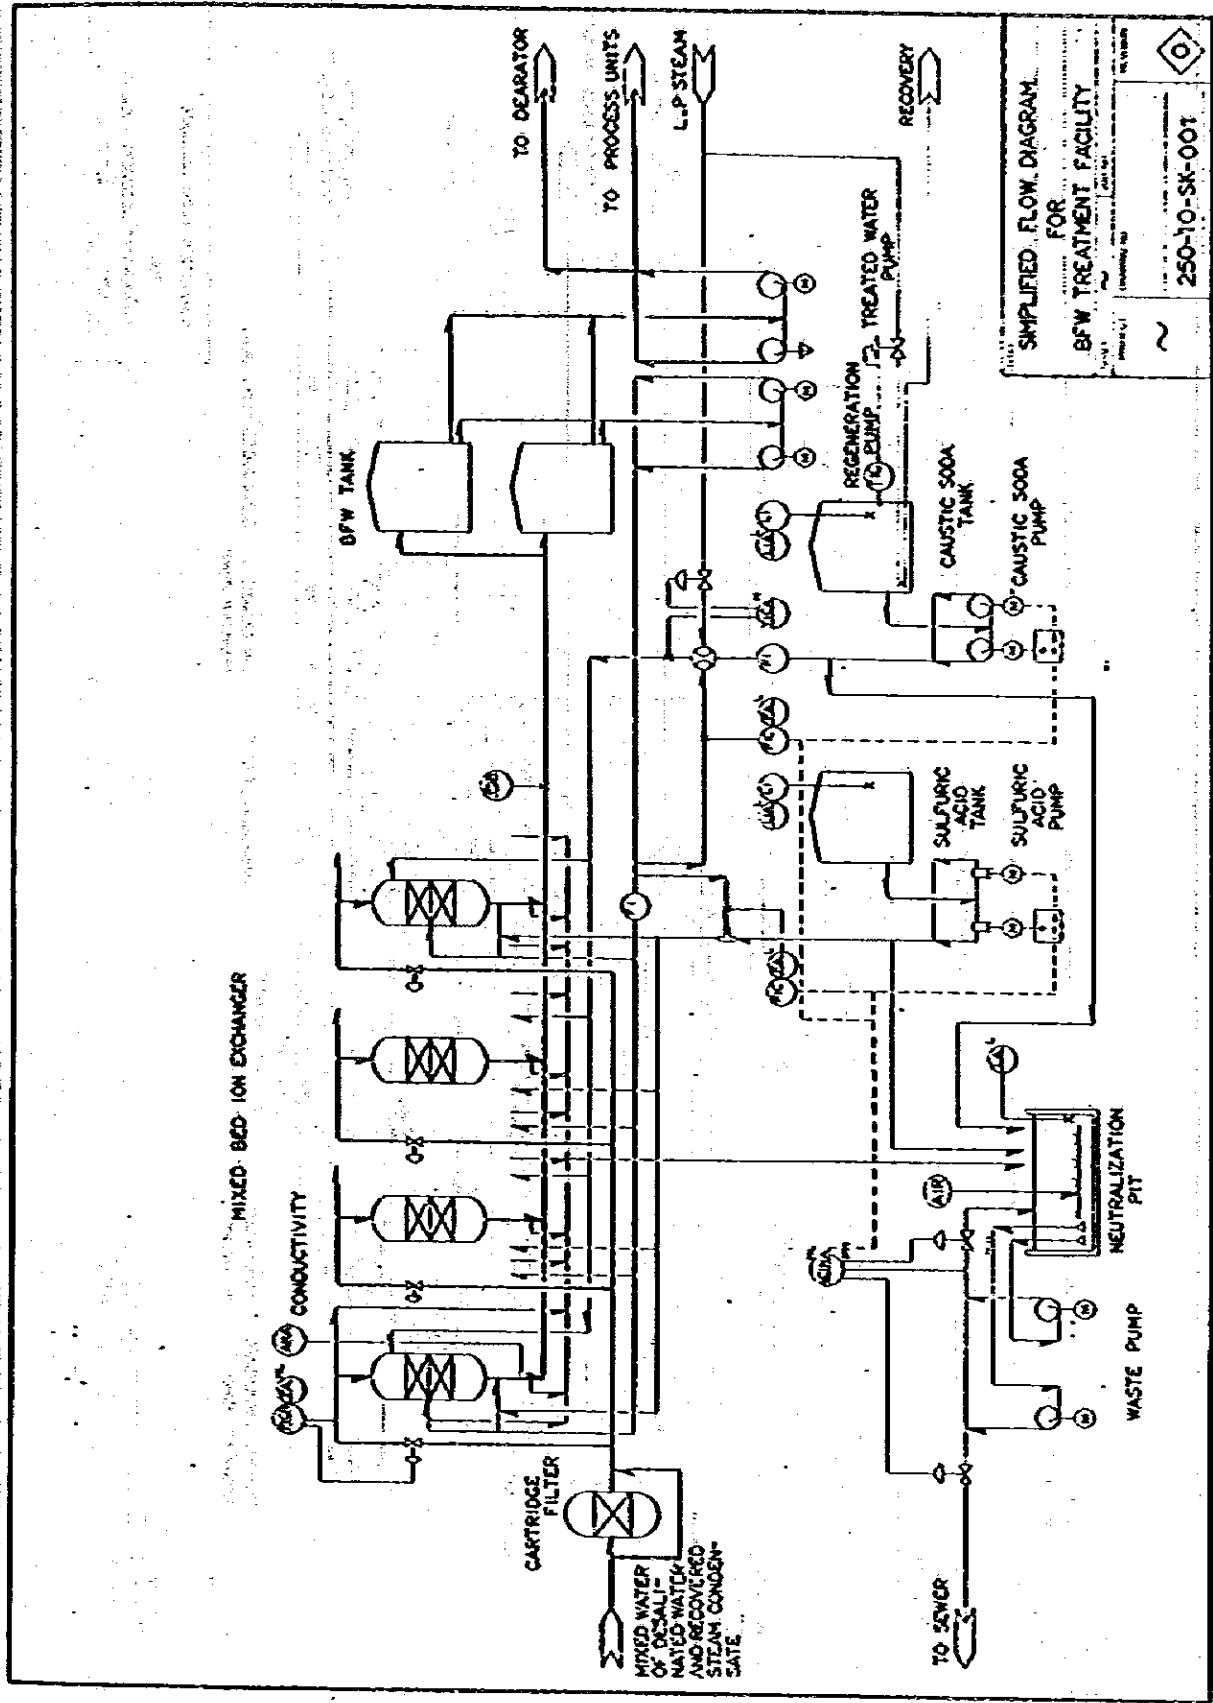 TO DEARATOR
TO PROCESS UNITS
L.P STEAM
RECOVERY
BFW TANK
MIXED BED ION EXCHANGER
CONDUCTIVITY
CARTRIDGE
FILTER
MIXED WATER
OF DESALI-
NATED WATER
AND RECOVERED
STEAM CONDEN-
SATE
REGENERATION
PUMP
TREATED WATER
PUMP
TIC
CAUSTIC SODA
TANK
CAUSTIC SODA
PUMP
SULFURIC
ACID
TANK
SULFURIC
ACID
PUMP
M
M
M
M
M
M
M
M
M
M
AIR
NEUTRALIZATION
PIT
WASTE PUMP
TO SEWER
SIMPLIFIED FLOW DIAGRAM
FOR
BFW TREATMENT FACILITY
250-10-SK-001